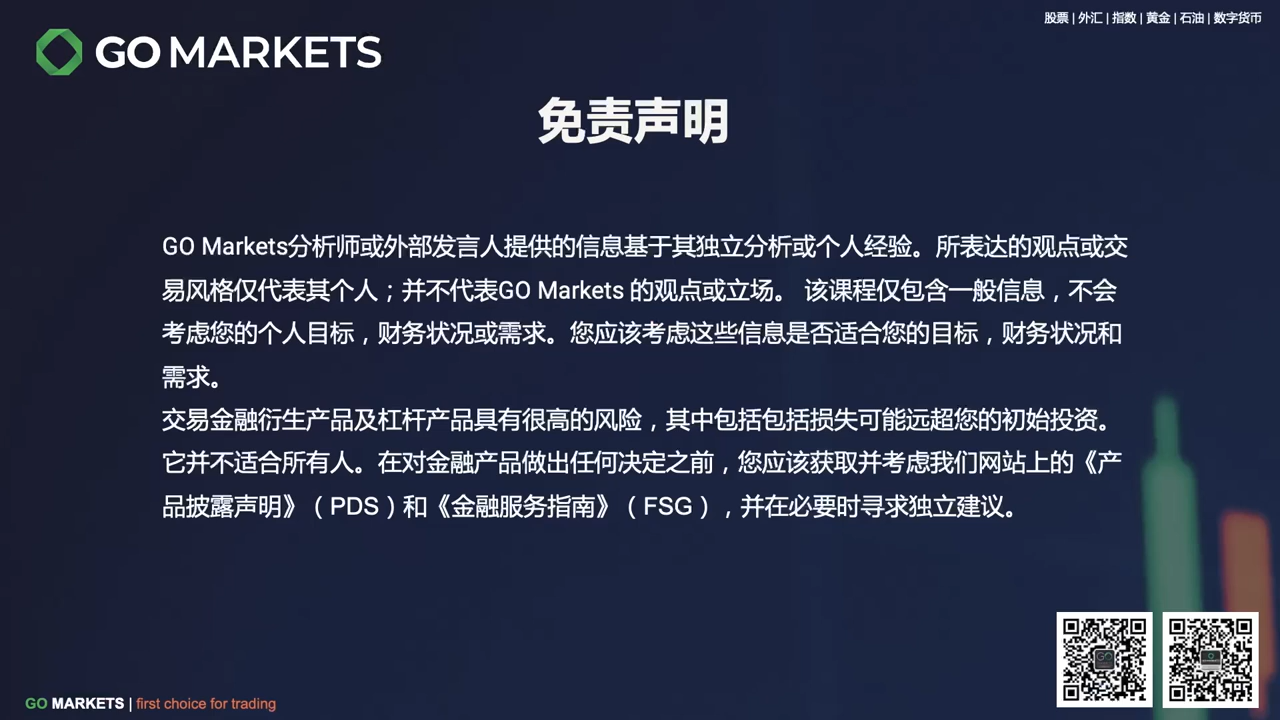 股票 | 外汇 | 指数 | 黄金 | 石油 | 数字货币
GO MARKETS
免责声明
GO Markets分析师或外部发言人提供的信息基于其独立分析或个人经验。所表达的观点或交
易风格仅代表其个人；并不代表GO Markets 的观点或立场。 该课程仅包含一般信息，不会
考虑您的个人目标，财务状况或需求。您应该考虑这些信息是否适合您的目标，财务状况和
需求。
交易金融衍生产品及杠杆产品具有很高的风险，其中包括包括损失可能远超您的初始投资。
它并不适合所有人。在对金融产品做出任何决定之前，您应该获取并考虑我们网站上的《产
品披露声明》（PDS）和《金融服务指南》（FSG），并在必要时寻求独立建议。
GO MARKETS | first choice for trading